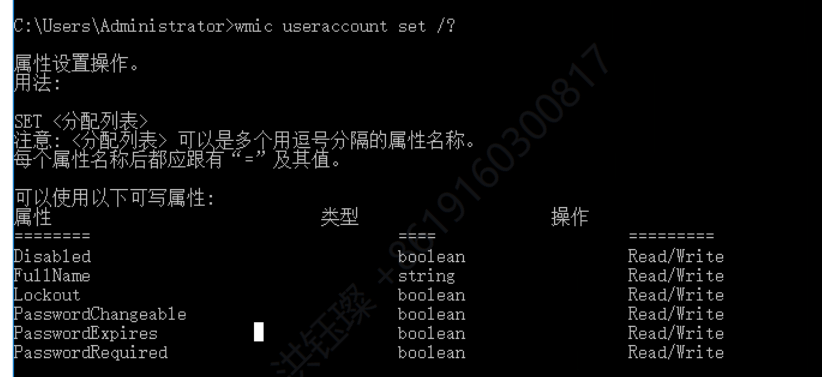 C:\Users\Administrator>wmic useraccount set /?
属性设置操作。
用法:
SET <分配列表>
注意: <分配列表> 可以是多个用逗号分隔的属性名称。
每个属性名称后都应跟有“=”及其值。
可以使用以下可写属性:
属性 类型 操作
======== ==== =========
Disabled boolean Read/Write
FullName string Read/Write
Lockout boolean Read/Write
PasswordChangeable boolean Read/Write
PasswordExpires boolean Read/Write
PasswordRequired boolean Read/Write
洪钰璨 +8619160300817